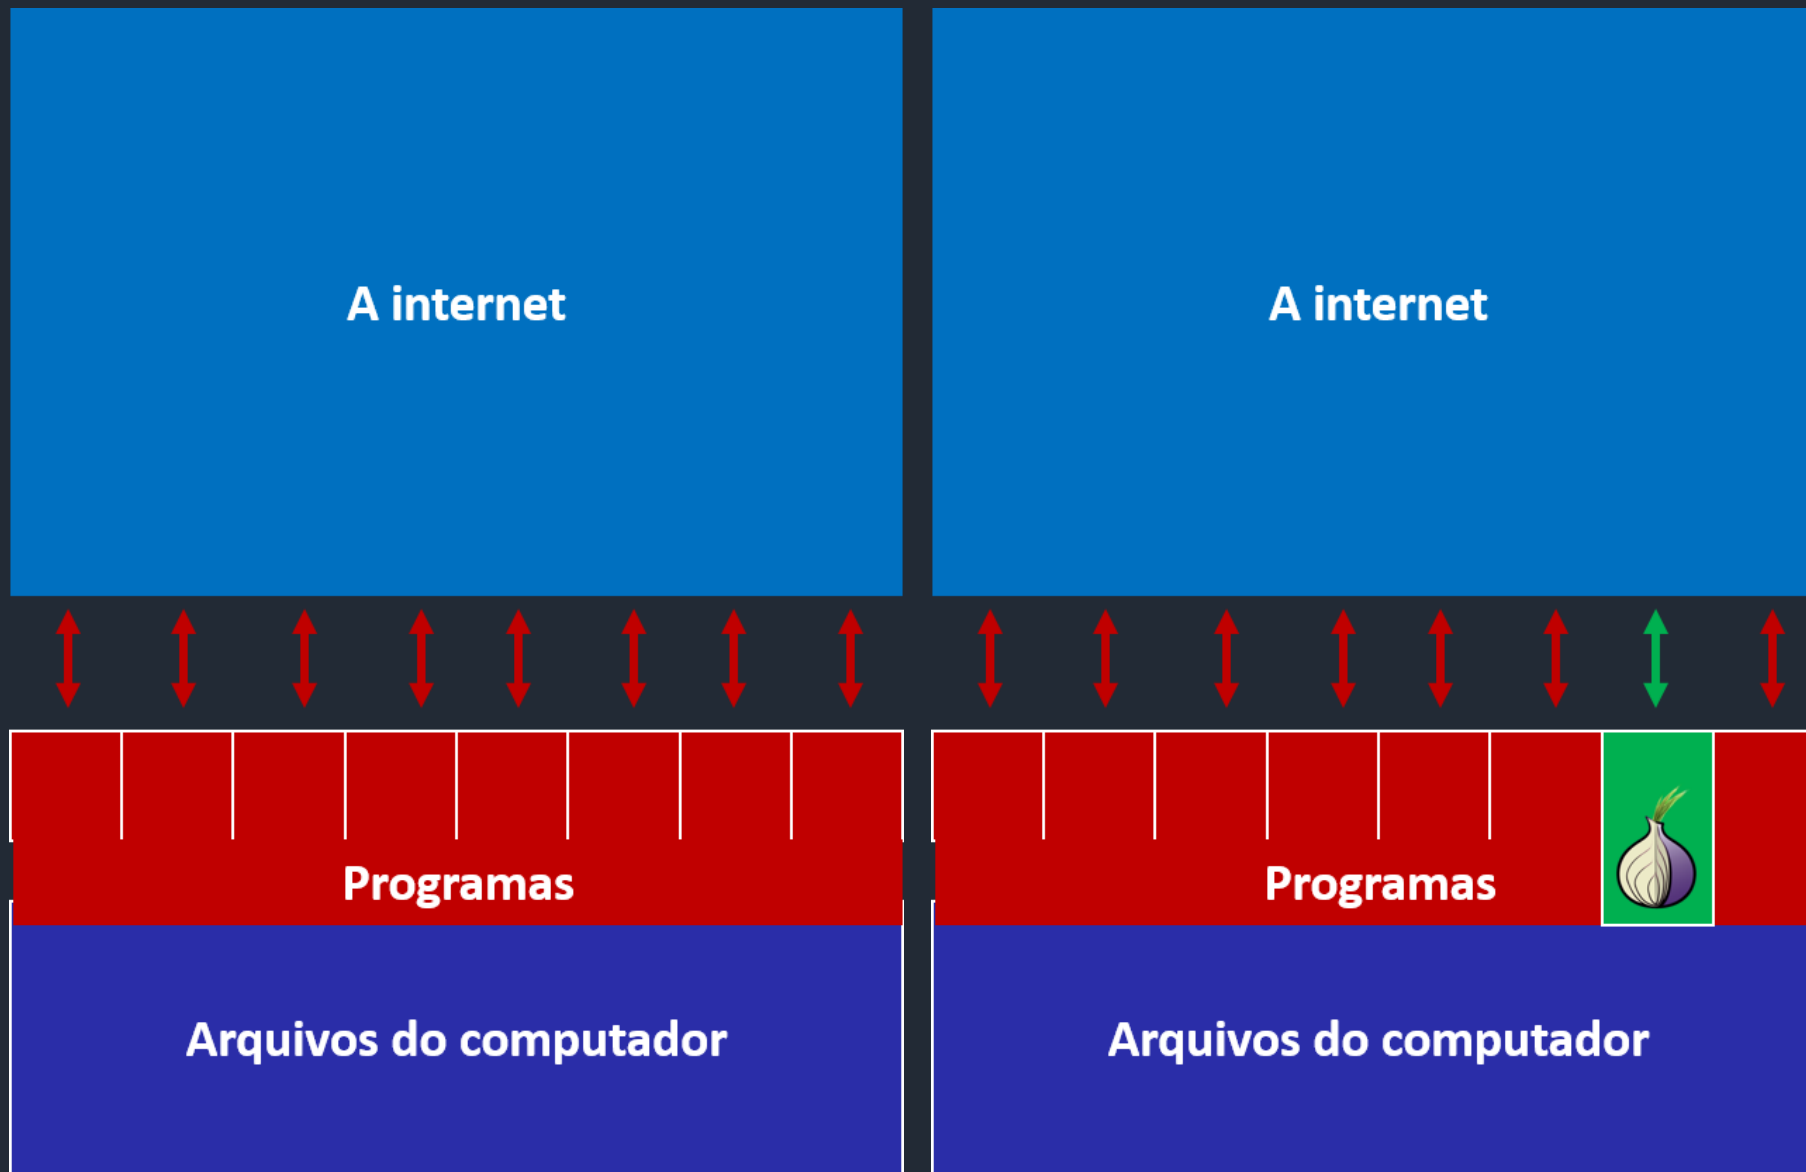 A internet
A internet
Programas
Programas
Arquivos do computador
Arquivos do computador